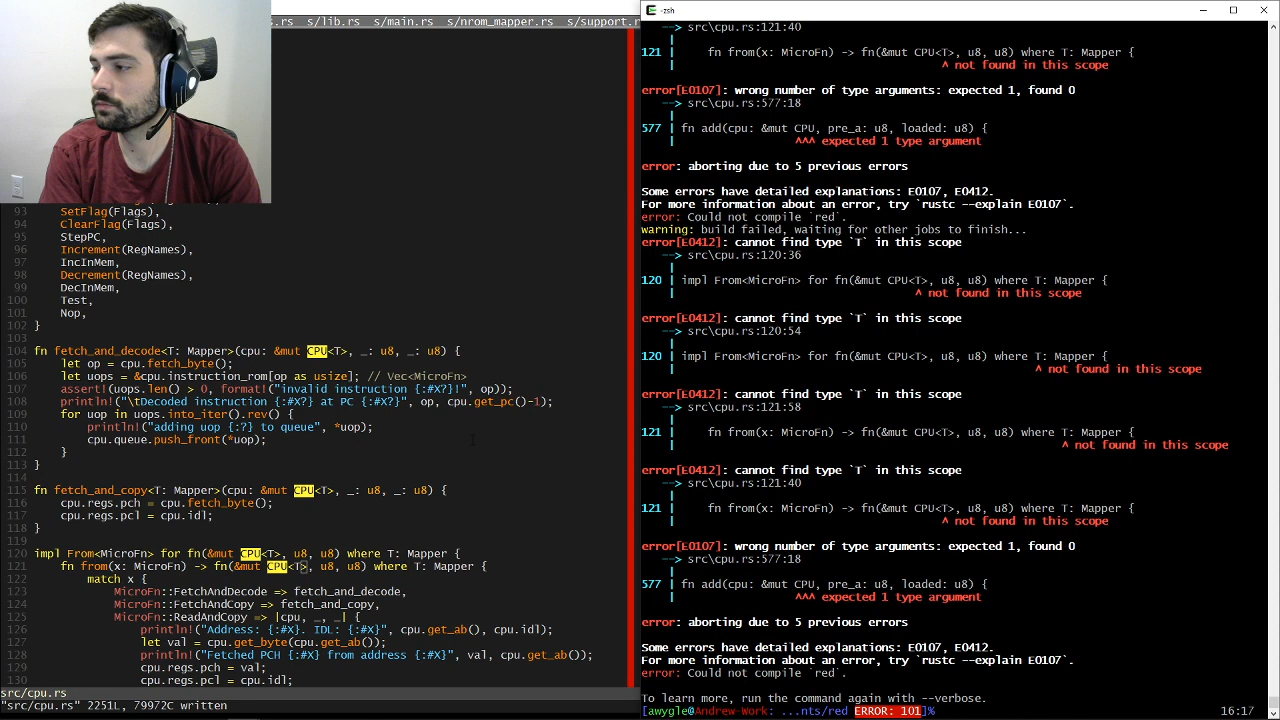 .rs s/lib.rs s/main.rs s/nrom_mapper.rs s/support.r
93 SetFlag(Flags),
94 ClearFlag(Flags),
95 StepPC,
96 Increment(RegNames),
97 IncInMem,
98 Decrement(RegNames),
99 DecInMem,
100 Test,
101 Nop,
102 }
103
104 fn fetch_and_decode<T: Mapper>(cpu: &mut CPU<T>, _: u8, _: u8) {
105 let op = cpu.fetch_byte();
106 let uops = &cpu.instruction_rom[op as usize]; // Vec<MicroFn>
107 assert!(uops.len() > 0, format!("invalid instruction {:#X?}!", op));
108 println!("\tDecoded instruction {:#X?} at PC {:#X?}", op, cpu.get_pc()-1);
109 for uop in uops.into_iter().rev() {
110 println!("adding uop {:?} to queue", *uop);
111 cpu.queue.push_front(*uop);
112 }
113 }
114
115 fn fetch_and_copy<T: Mapper>(cpu: &mut CPU<T>, _: u8, _: u8) {
116 cpu.regs.pch = cpu.fetch_byte();
117 cpu.regs.pcl = cpu.idl;
118 }
119
120 impl From<MicroFn> for fn(&mut CPU<T>, u8, u8) where T: Mapper {
121 fn from(x: MicroFn) -> fn(&mut CPU<T>, u8, u8) where T: Mapper {
122 match x {
123 MicroFn::FetchAndDecode => fetch_and_decode,
124 MicroFn::FetchAndCopy => fetch_and_copy,
125 MicroFn::ReadAndCopy => |cpu, _, _| {
126 println!("Address: {:#X}. IDL: {:#X}", cpu.get_ab(), cpu.idl);
127 let val = cpu.get_byte(cpu.get_ab());
128 println!("Fetched PCH {:#X} from address {:#X}", val, cpu.get_ab());
129 cpu.regs.pch = val;
130 cpu.regs.pcl = cpu.idl;
src/cpu.rs
"src/cpu.rs" 2251L, 79972C written
-zsh
--> src\cpu.rs:121:40
|
121 | fn from(x: MicroFn) -> fn(&mut CPU<T>, u8, u8) where T: Mapper {
| ^ not found in this scope
error[E0107]: wrong number of type arguments: expected 1, found 0
--> src\cpu.rs:577:18
|
577 | fn add(cpu: &mut CPU, pre_a: u8, loaded: u8) {
| ^^^ expected 1 type argument
error: aborting due to 5 previous errors
Some errors have detailed explanations: E0107, E0412.
For more information about an error, try `rustc --explain E0107`.
error: Could not compile `red`.
warning: build failed, waiting for other jobs to finish...
error[E0412]: cannot find type `T` in this scope
--> src\cpu.rs:120:36
|
120 | impl From<MicroFn> for fn(&mut CPU<T>, u8, u8) where T: Mapper {
| ^ not found in this scope
error[E0412]: cannot find type `T` in this scope
--> src\cpu.rs:120:54
|
120 | impl From<MicroFn> for fn(&mut CPU<T>, u8, u8) where T: Mapper {
| ^ not found in this scope
error[E0412]: cannot find type `T` in this scope
--> src\cpu.rs:121:58
|
121 | fn from(x: MicroFn) -> fn(&mut CPU<T>, u8, u8) where T: Mapper {
| ^ not found in this scope
error[E0412]: cannot find type `T` in this scope
--> src\cpu.rs:121:40
|
121 | fn from(x: MicroFn) -> fn(&mut CPU<T>, u8, u8) where T: Mapper {
| ^ not found in this scope
error[E0107]: wrong number of type arguments: expected 1, found 0
--> src\cpu.rs:577:18
|
577 | fn add(cpu: &mut CPU, pre_a: u8, loaded: u8) {
| ^^^ expected 1 type argument
error: aborting due to 5 previous errors
Some errors have detailed explanations: E0107, E0412.
For more information about an error, try `rustc --explain E0107`.
error: Could not compile `red`.
To learn more, run the command again with --verbose.
[awygle@Andrew-Work: ...nts/red ERROR: 101]% 16:17